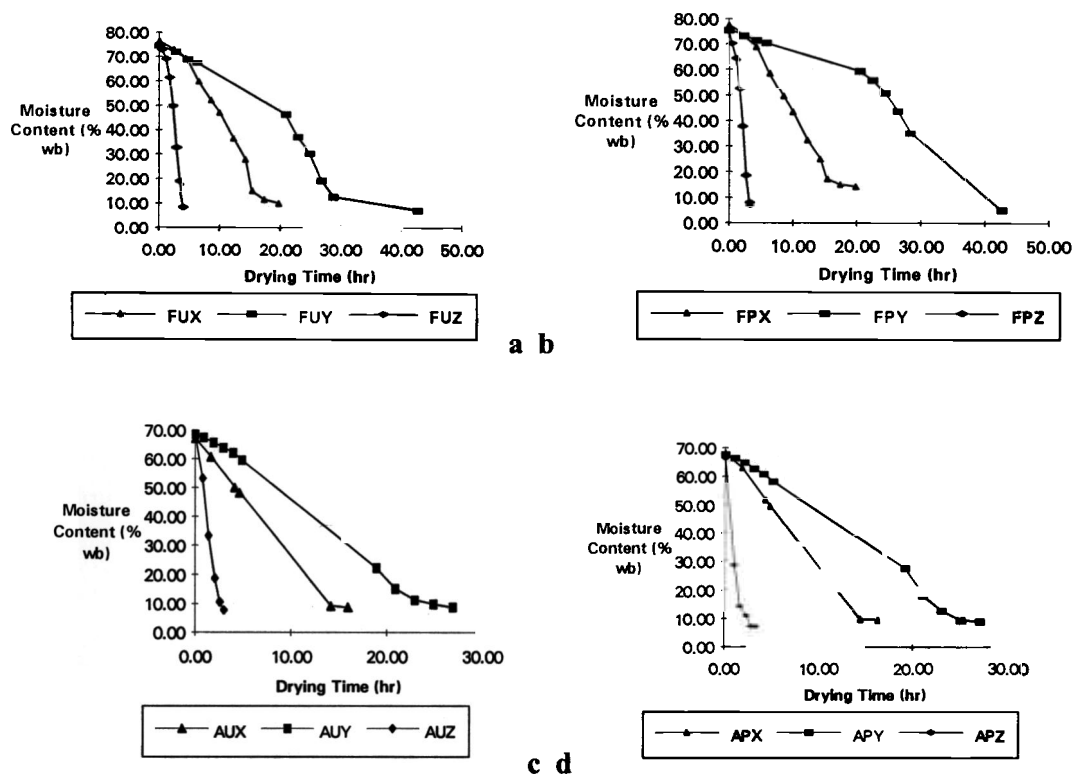 80.00
70.00
60.00
Moisture 50.00
Content (% 40.00
wb) 30.00
20.00
10.00
0.00
0.00 10.00 20.00 30.00 40.00 50.00
Drying Time (hr)
FUX FUY FUZ
80.00
70.00
60.00
Moisture 50.00
Content (% 40.00
wb) 30.00
20.00
10.00
0.00
0.00 10.00 20.00 30.00 40.00 50.00
Drying Time (hr)
FPX FPY FPZ
a b
70.00
60.00
50.00
Moisture 40.00
Content (% 30.00
wb) 20.00
10.00
0.00
0.00 10.00 20.00 30.00
Drying Time (hr)
AUX AUY AUZ
70.00
60.00
50.00
Moisture 40.00
Content (% 30.00
wb) 20.00
10.00
0.00
0.00 10.00 20.00 30.00
Drying Time (hr)
APX APY APZ
c d